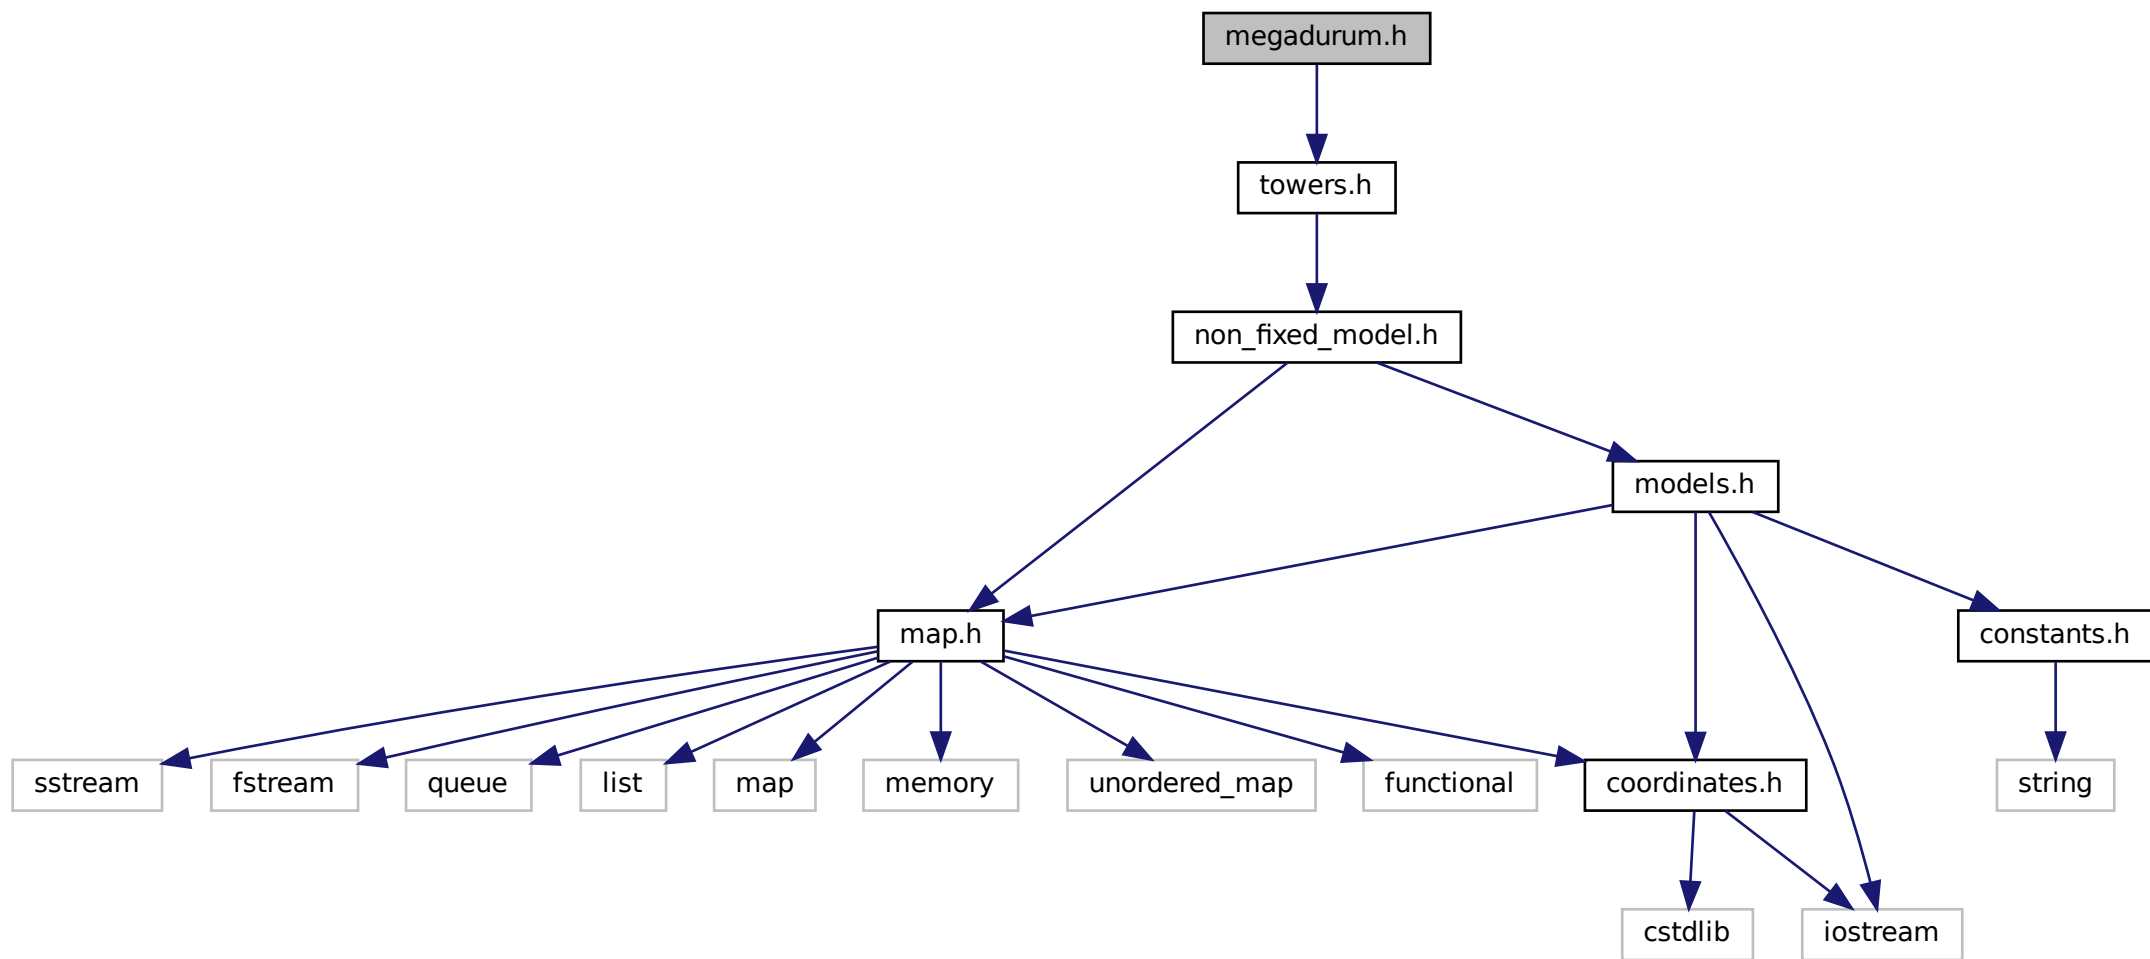 megadurum.h
towers.h
non_fixed_model.h
models.h
map.h
constants.h
sstream
fstream
queue
list
map
memory
unordered_map
functional
coordinates.h
string
cstdlib
iostream